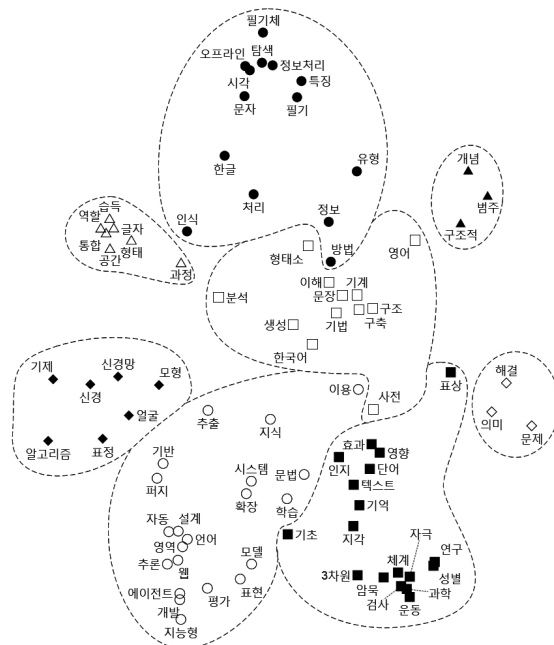 필기체
오프라인 탐색
정보처리
시각 특징
문자 필기
한글 유형
처리
인식 정보
방법
개념
범주
구조적
습득
역할 글자
통합 형태
공간
과정
형태소 영어
이해 기계
분석 문장
구조
생성 기법 구축
한국어
이용 사전
기제 신경망 모형
신경
얼굴
알고리즘 표정
표상
해결
의미
문제
추출 지식
기반 시스템 문법
퍼지 확장 학습
자동 설계
언어
영역
추론 웹 모델
에이전트 평가 표현
개발
지능형
효과 영향
인지 단어
텍스트
기억
기초 지각 자극
체계 연구
3차원 암묵 성별
검사 과학
운동